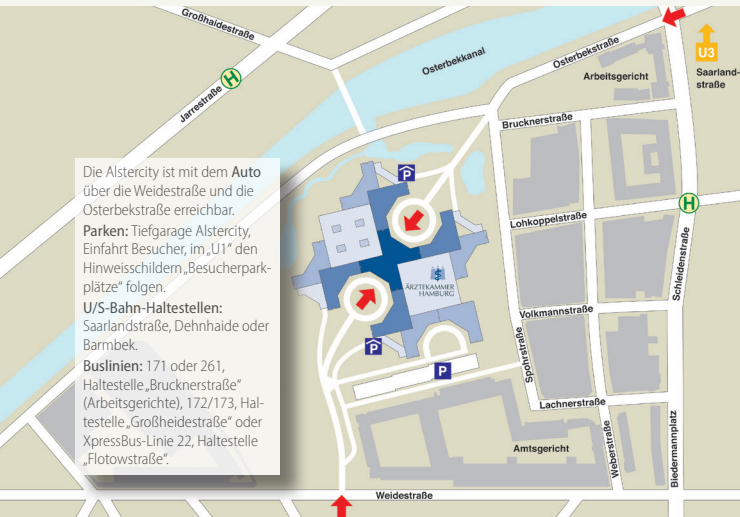 Großhaidestraße
Osterbekkanal
Osterbekstraße
U3
Saarland-
straße
Arbeitsgericht
H
Jarrestraße
Brucknerstraße
Die Alstercity ist mit dem Auto
über die Weidestraße und die
Osterbekstraße erreichbar.
Parken: Tiefgarage Alstercity,
Einfahrt Besucher, im „U1“ den
Hinweisschildern „Besucherpark-
plätze“ folgen.
U/S-Bahn-Haltestellen:
Saarlandstraße, Dehnhaide oder
Barmbek.
Buslinien: 171 oder 261,
Haltestelle „Brucknerstraße“
(Arbeitsgerichte), 172/173, Hal-
testelle „Großheidestraße“ oder
XpressBus-Linie 22, Haltestelle
„Flotowstraße“.
P
H
Lohkoppelstraße
Schleidenstraße
ÄRZTEKAMMER
HAMBURG
Volkmannstraße
P
P
Spohrstraße
Lachnerstraße
Weberstraße
Biedermannplatz
Amtsgericht
Weidestraße